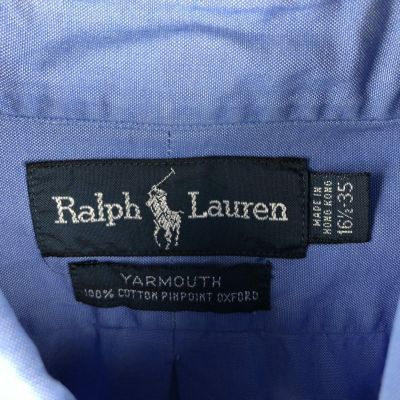 Ralph Lauren
MADE IN
HONG KONG
16½-35
YARMOUTH
100% COTTON PINPOINT OXFORD